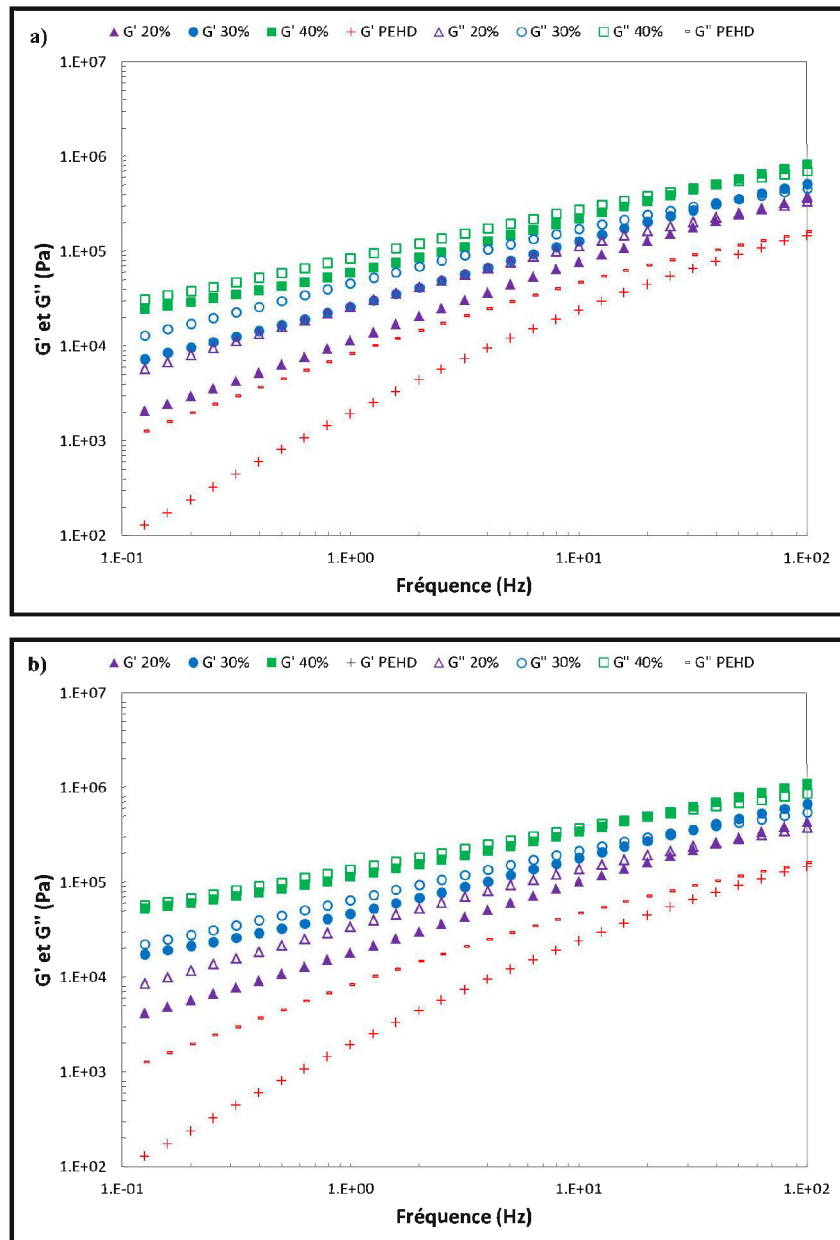 ▲ G' 20% ● G' 30% ■ G' 40% + G' PEHD △ G'' 20% ○ G'' 30% □ G'' 40% - G'' PEHD
a)
1.E+07
1.E+06
1.E+05
1.E+04
1.E+03
1.E+02
G' et G'' (Pa)
1.E-01 1.E+00 1.E+01 1.E+02
Fréquence (Hz)
▲ G' 20% ● G' 30% ■ G' 40% + G' PEHD △ G'' 20% ○ G'' 30% □ G'' 40% - G'' PEHD
b)
1.E+07
1.E+06
1.E+05
1.E+04
1.E+03
1.E+02
G' et G'' (Pa)
1.E-01 1.E+00 1.E+01 1.E+02
Fréquence (Hz)